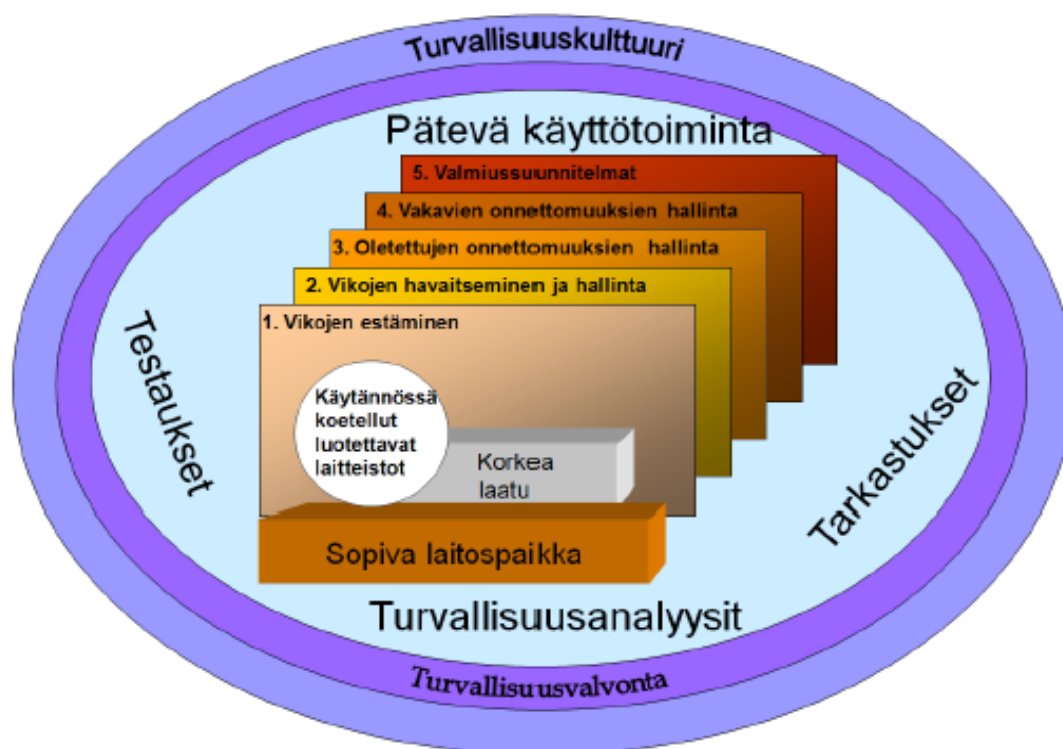 Turvallisuuskulttuuri
Pätevä käyttötoiminta
5. Valmiussuunnitelmat
4. Vakavien onnettomuuksien hallinta
3. Oletettujen onnettomuuksien hallinta
2. Vikojen havaitseminen ja hallinta
1. Vikojen estäminen
Testaukset
Käytännössä
koetellut
luotettavat
laitteistot
Korkea
laatu
Tarkastukset
Sopiva laitospaikka
Turvallisuusanalyysit
Turvallisuusvalvonta